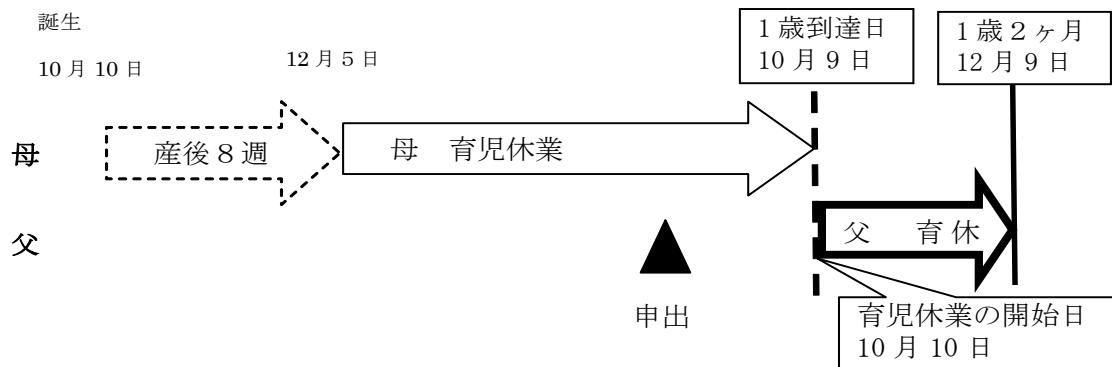 誕生
10月10日
12月5日
1歳到達日
10月9日
1歳2ヶ月
12月9日
母
産後8週
母 育児休業
父
父 育休
申出
育児休業の開始日
10月10日